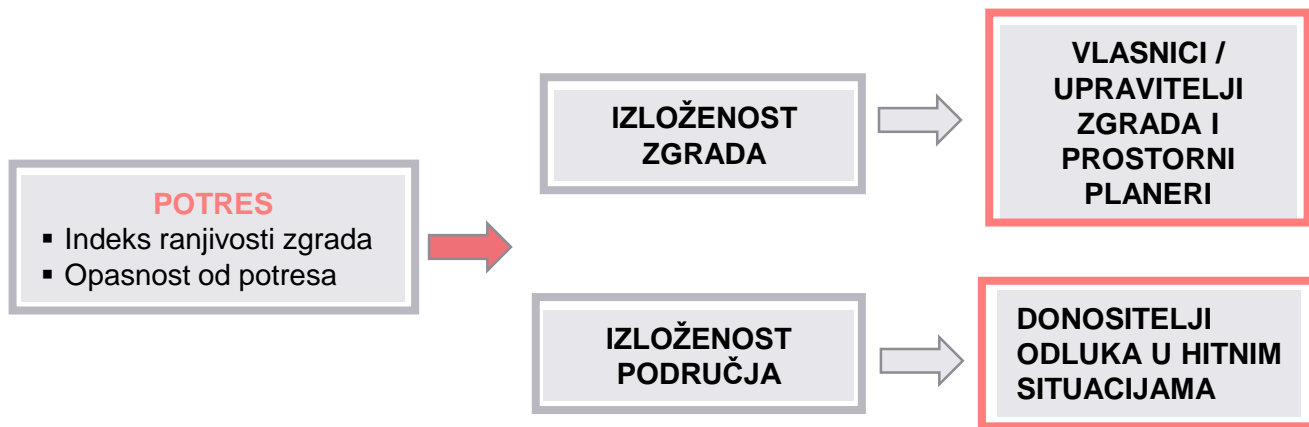 POTRES
▪ Indeks ranjivosti zgrada
▪ Opasnost od potresa
IZLOŽENOST
ZGRADA
VLASNICI /
UPRAVITELJI
ZGRADA I
PROSTORNI
PLANERI
IZLOŽENOST
PODRUČJA
DONOSITELJI
ODLUKA U HITNIM
SITUACIJAMA